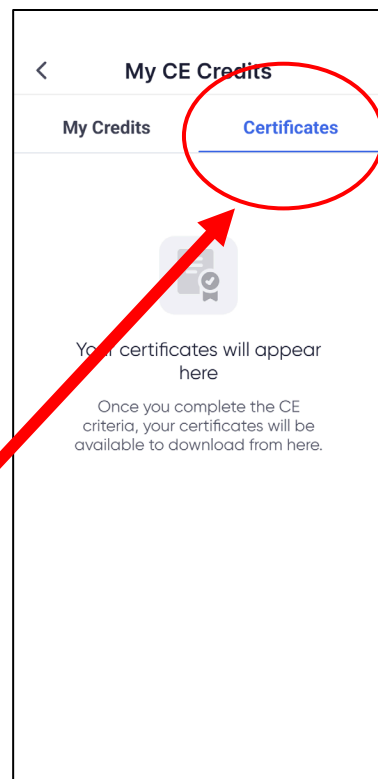 My CE Credits
My Credits
Certificates
Your certificates will appear
here
Once you complete the CE
criteria, your certificates will be
available to download from here.